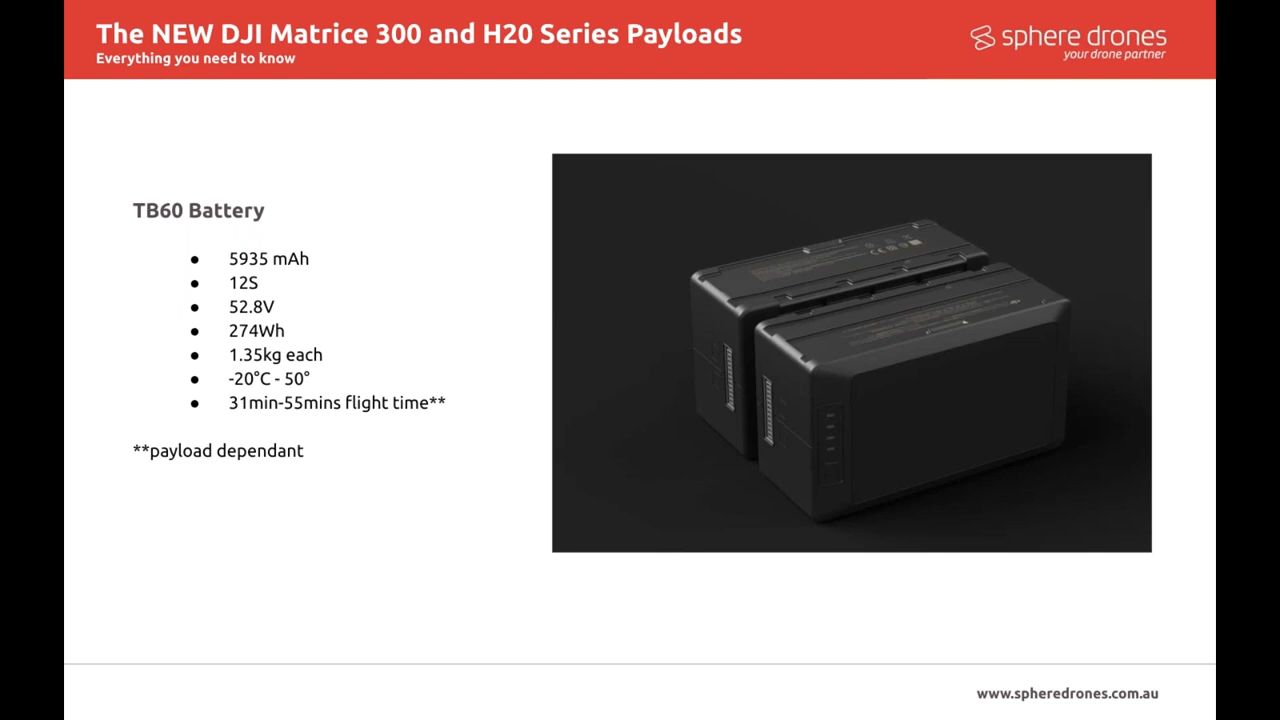 The NEW DJI Matrice 300 and H20 Series Payloads
Everything you need to know
sphere drones
your drone partner
TB60 Battery
● 5935 mAh
● 12S
● 52.8V
● 274Wh
● 1.35kg each
● -20°C - 50°
● 31min-55mins flight time**
**payload dependant
www.spheredrones.com.au